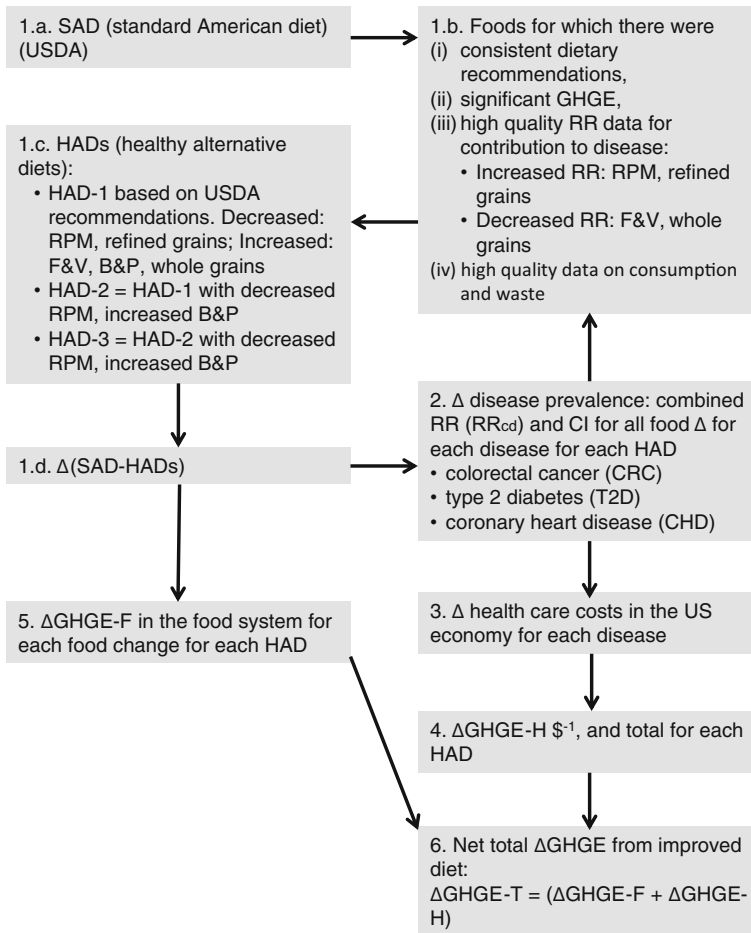 1.a. SAD (standard American diet)
(USDA)
1.b. Foods for which there were
(i) consistent dietary
recommendations,
(ii) significant GHGE,
(iii) high quality RR data for
contribution to disease:
• Increased RR: RPM, refined
grains
• Decreased RR: F&V, whole
grains
(iv) high quality data on consumption
and waste
1.c. HADs (healthy alternative
diets):
• HAD-1 based on USDA
recommendations. Decreased:
RPM, refined grains; Increased:
F&V, B&P, whole grains
• HAD-2 = HAD-1 with decreased
RPM, increased B&P
• HAD-3 = HAD-2 with decreased
RPM, increased B&P
1.d. Δ(SAD-HADs)
2. Δ disease prevalence: combined
RR (RRcd) and CI for all food Δ for
each disease for each HAD
• colorectal cancer (CRC)
• type 2 diabetes (T2D)
• coronary heart disease (CHD)
3. Δ health care costs in the US
economy for each disease
4. ΔGHGE-H $-1, and total for each
HAD
5. ΔGHGE-F in the food system for
each food change for each HAD
6. Net total ΔGHGE from improved
diet:
ΔGHGE-T = (ΔGHGE-F + ΔGHGE-
H)